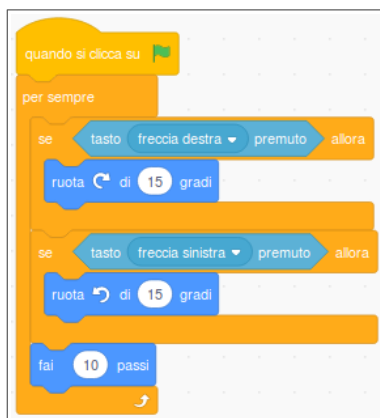 quando si clicca su
per sempre
se tasto freccia destra premuto allora
ruota di 15 gradi
se tasto freccia sinistra premuto allora
ruota di 15 gradi
fai 10 passi